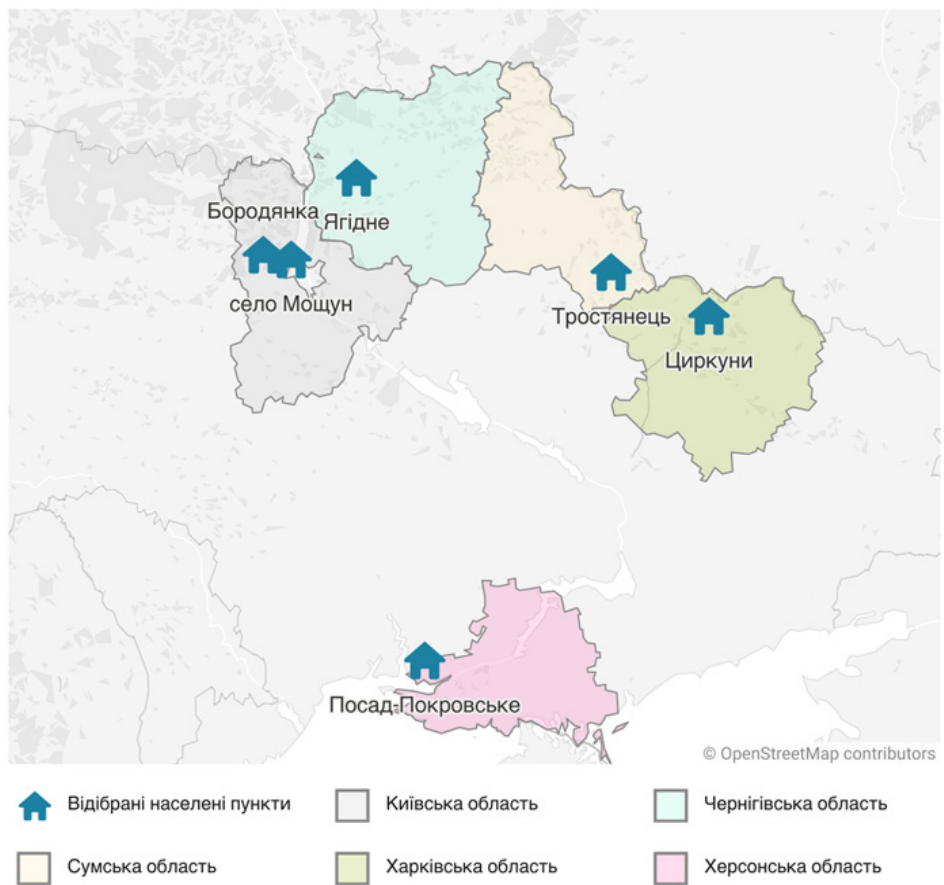 Бородянка
Ягідне
село Мощун
Тростянець
Циркуни
Посад-Покровське
© OpenStreetMap contributors
Відібрані населені пункти
Київська область
Чернігівська область
Сумська область
Харківська область
Херсонська область